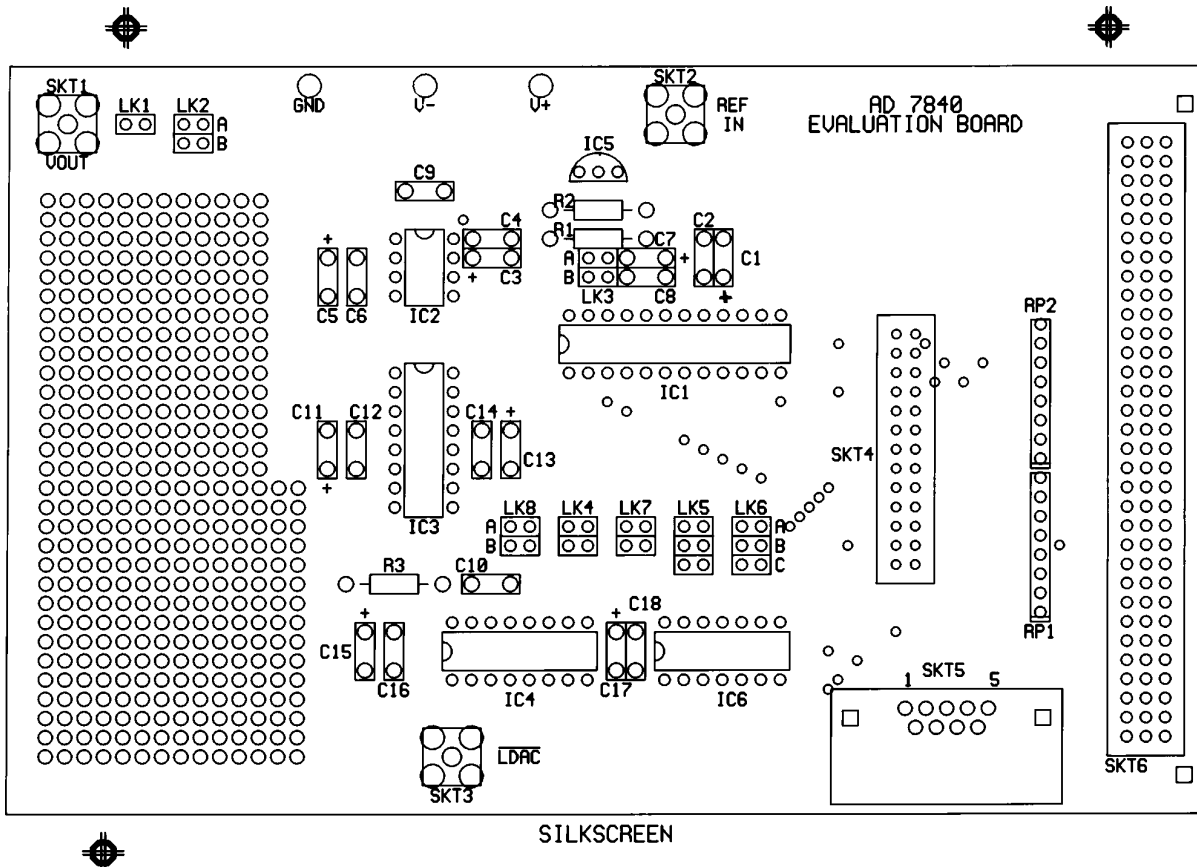 SKT1
LK1
LK2
A
B
VOUT
GND
V-
V+
SKT2
REF
IN
AD 7840
EVALUATION BOARD
IC5
C9
R2
R1
C4
C3
+
C7
C8
A
B
LK3
C2
C1
+
+
+
C5
C6
IC2
IC1
RP2
C11
C12
C14
+
C13
+
IC3
SKT4
LK8
LK4
LK7
LK5
LK6
A
B
A
B
C
R3
C10
+
C15
C16
IC4
+
C18
C17
IC6
RP1
1
SKT5
5
LDAC
SKT3
SKT6
SILKSCREEN